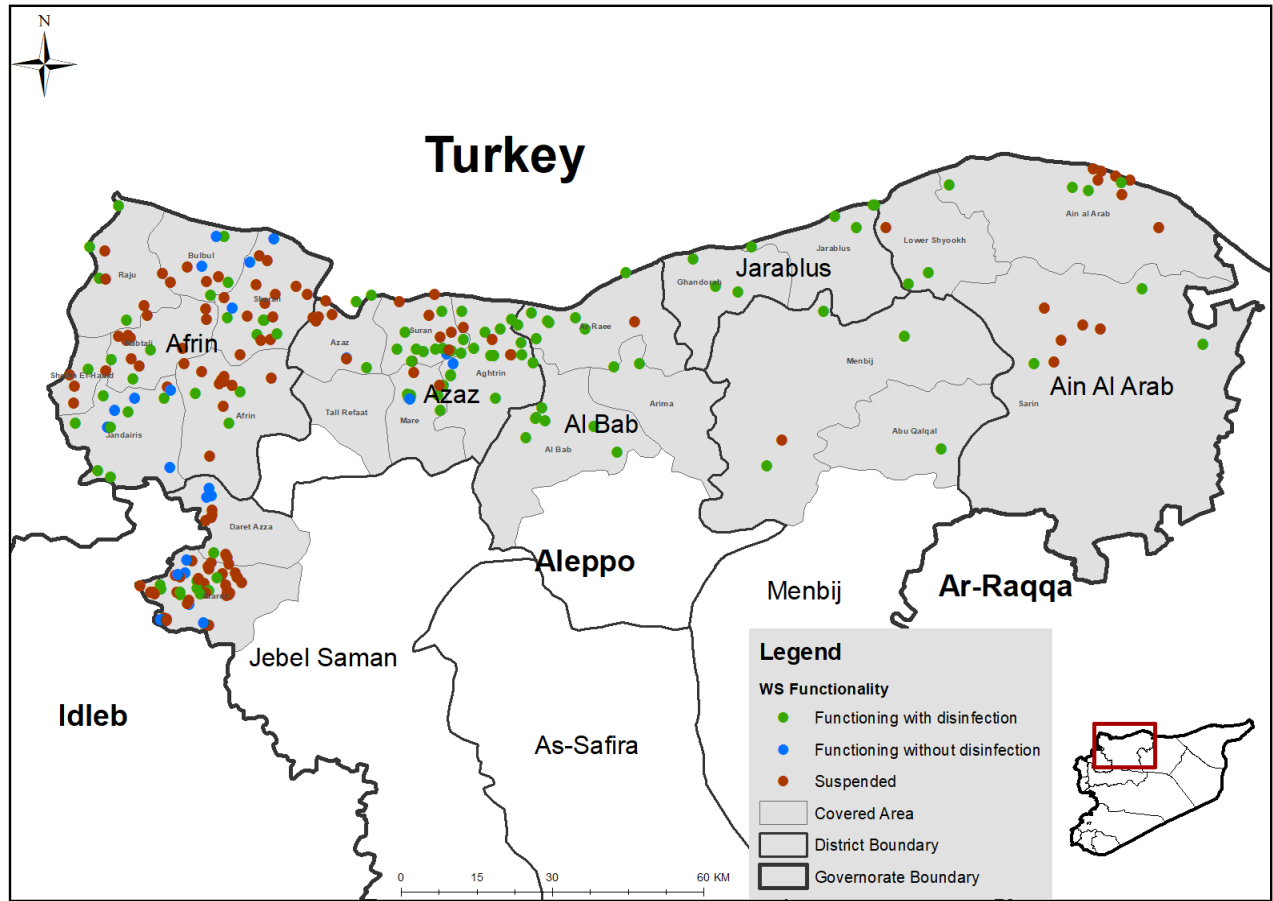 N
Turkey
Ain al Arab
Lower Shyookh
Jarablus
Bulbul
Raju
Ghandoreh
Jarablus
Sharan
Ar-Raee
Suran
Azaz
Afrin
Menbij
Aghtrin
Sheikh El-Hadid
Ain Al Arab
Azaz
Arima
Sarin
Tall Refaat
Mare
Afrin
Al Bab
Jandairis
Abu Qalqal
Al Bab
Daret Azza
Aleppo
Menbij
Ar-Raqqa
Jebel Saman
Idleb
As-Safira
Legend
WS Functionality
Functioning with disinfection
Functioning without disinfection
Suspended
Covered Area
District Boundary
Governorate Boundary
0 15 30 60 KM